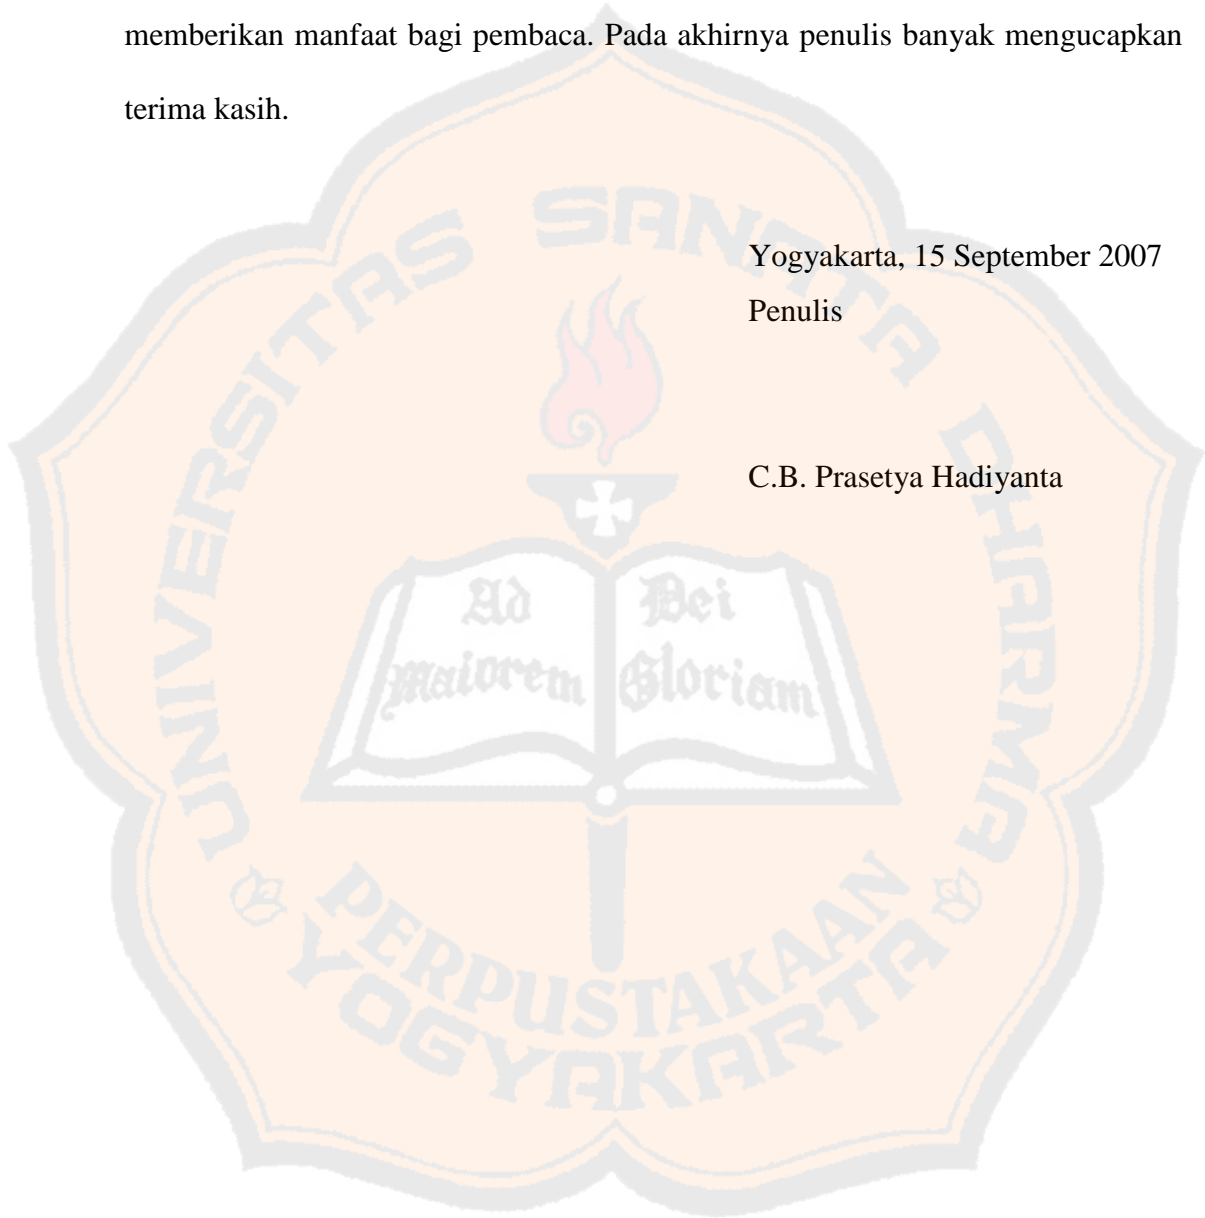 memberikan manfaat bagi pembaca. Pada akhirnya penulis banyak mengucapkan
terima kasih.
Yogyakarta, 15 September 2007
Penulis
C.B. Prasetya Hadiyanta
UNIVERSITAS SANATA DHARMA
Ad Dei
maiorem Gloriam
PERPUSTAKAAN
YOGYAKARTA